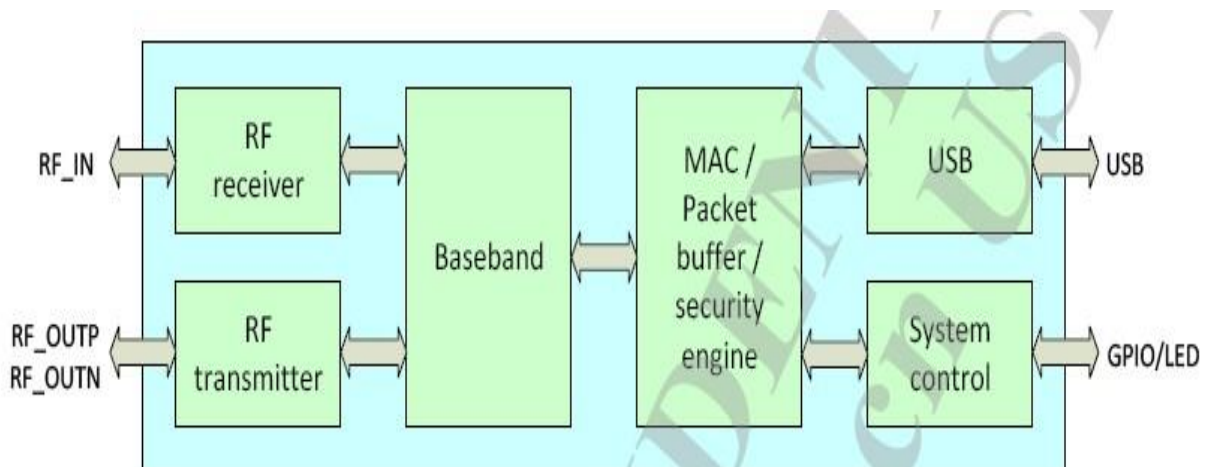 RF_IN
RF
receiver
RF_OUTP
RF_OUTN
RF
transmitter
Baseband
MAC /
Packet
buffer /
security
engine
USB
USB
System
control
GPIO/LED